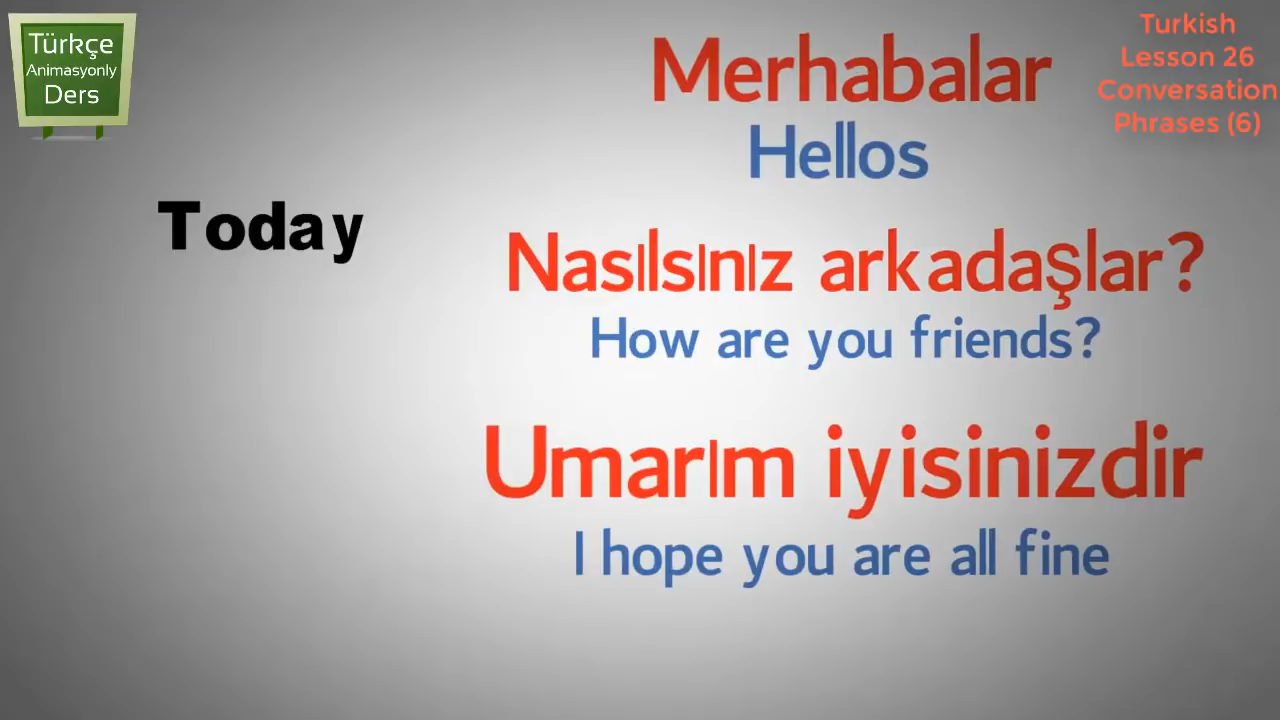 Türkçe
Animasyonly
Ders
Turkish
Lesson 26
Conversation
Phrases (6)
Merhabalar
Hellos
Today
Nasılsınız arkadaşlar?
How are you friends?
Umarım iyisinizdir
I hope you are all fine